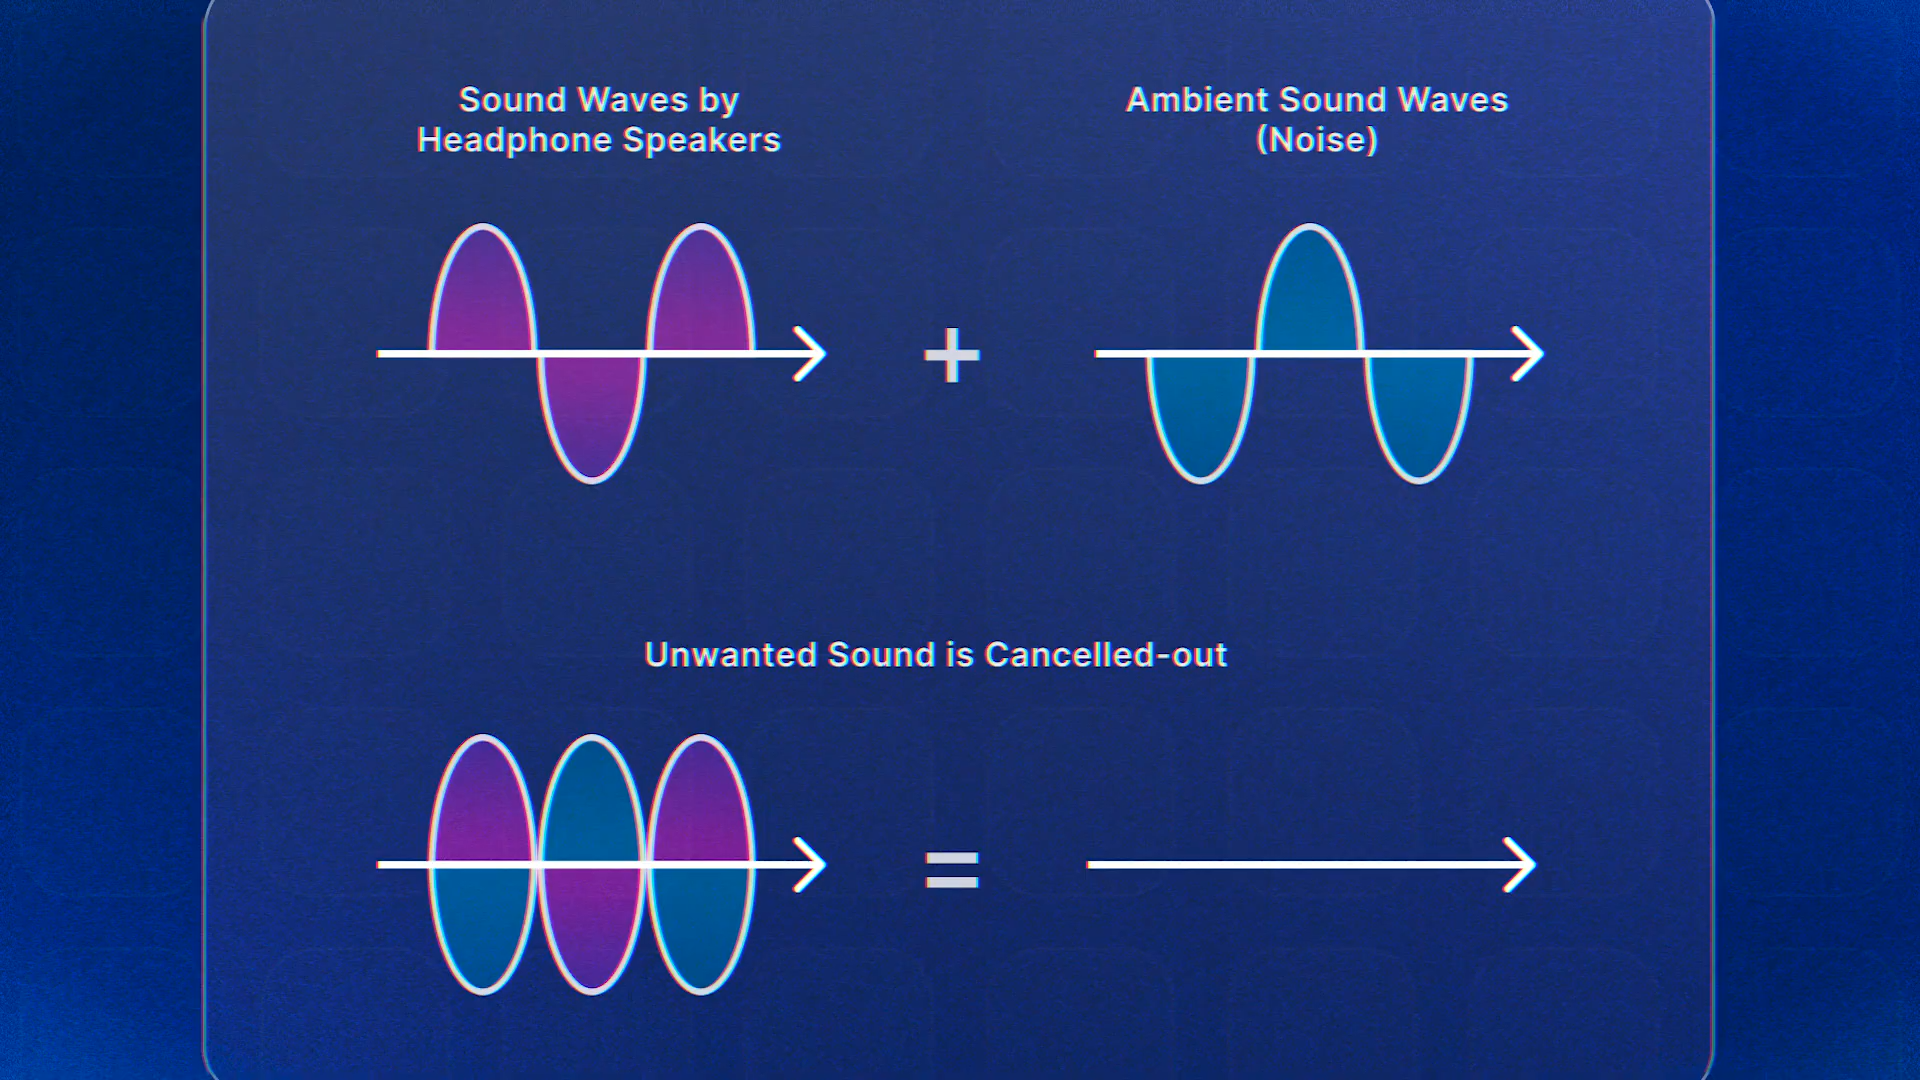 Sound Waves by
Headphone Speakers
Ambient Sound Waves
(Noise)
+
Unwanted Sound is Cancelled-out
=